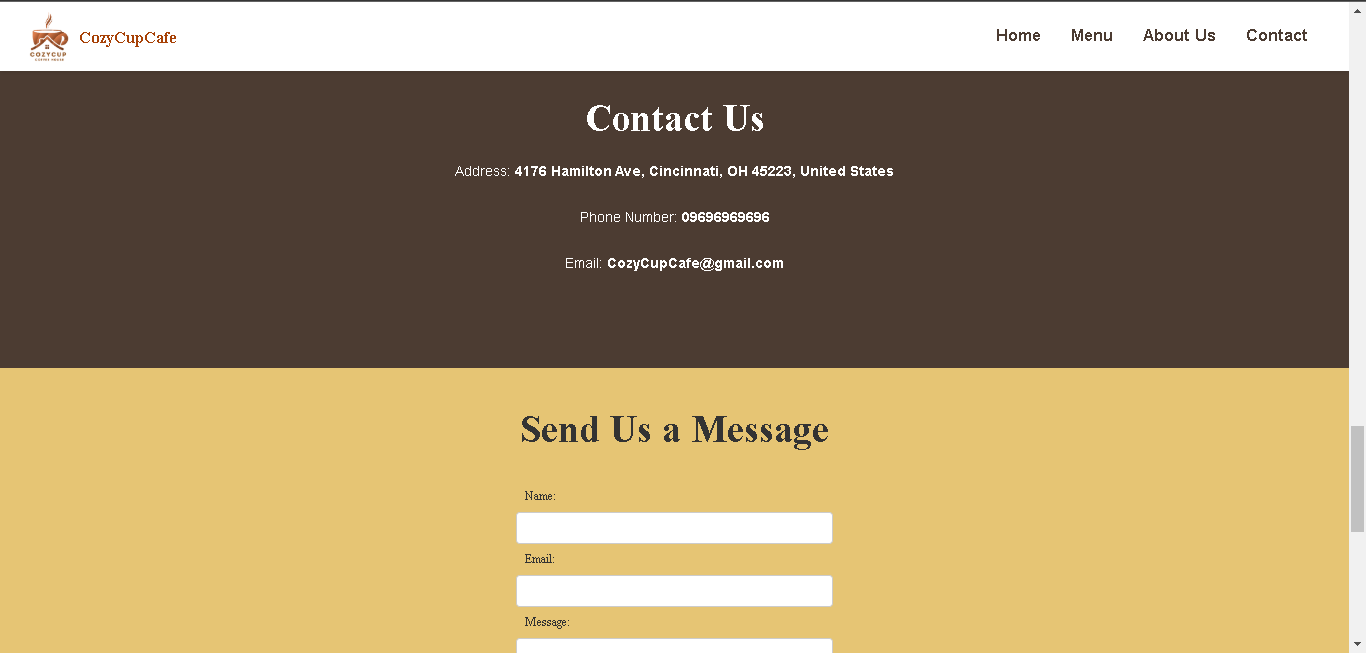 COZYCUP
COFFEE HOUSE
CozyCupCafe
Home Menu About Us Contact
Contact Us
Address: 4176 Hamilton Ave, Cincinnati, OH 45223, United States
Phone Number: 09696969696
Email: CozyCupCafe@gmail.com
Send Us a Message
Name:
Email:
Message: